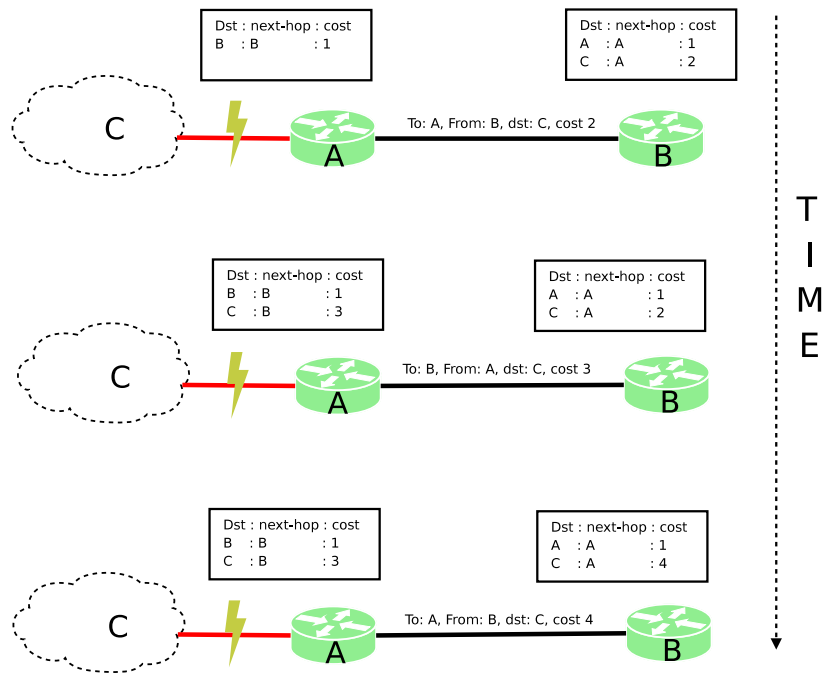 Dst : next-hop : cost
B : B : 1
Dst : next-hop : cost
A : A : 1
C : A : 2
C
A
To: A, From: B, dst: C, cost 2
B
Dst : next-hop : cost
B : B : 1
C : B : 3
Dst : next-hop : cost
A : A : 1
C : A : 2
C
A
To: B, From: A, dst: C, cost 3
B
Dst : next-hop : cost
B : B : 1
C : B : 3
Dst : next-hop : cost
A : A : 1
C : A : 4
C
A
To: A, From: B, dst: C, cost 4
B
T
I
M
E